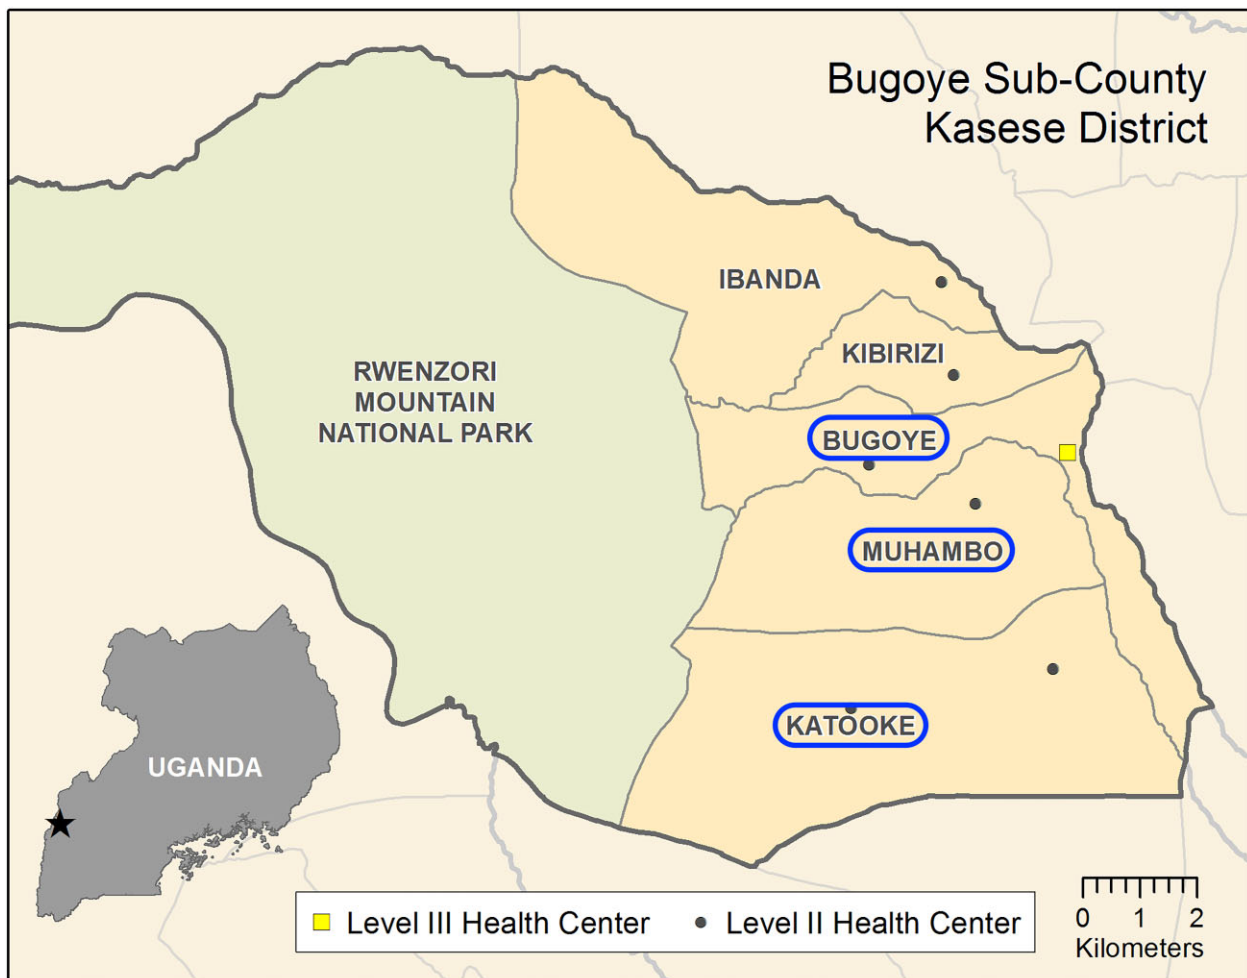 Bugoye Sub-County
Kasese District
IBANDA
KIBIRIZI
RWENZORI
MOUNTAIN
NATIONAL PARK
BUGOYE
MUHAMBO
KATOOKE
UGANDA
Level III Health Center
Level II Health Center
0 1 2
Kilometers